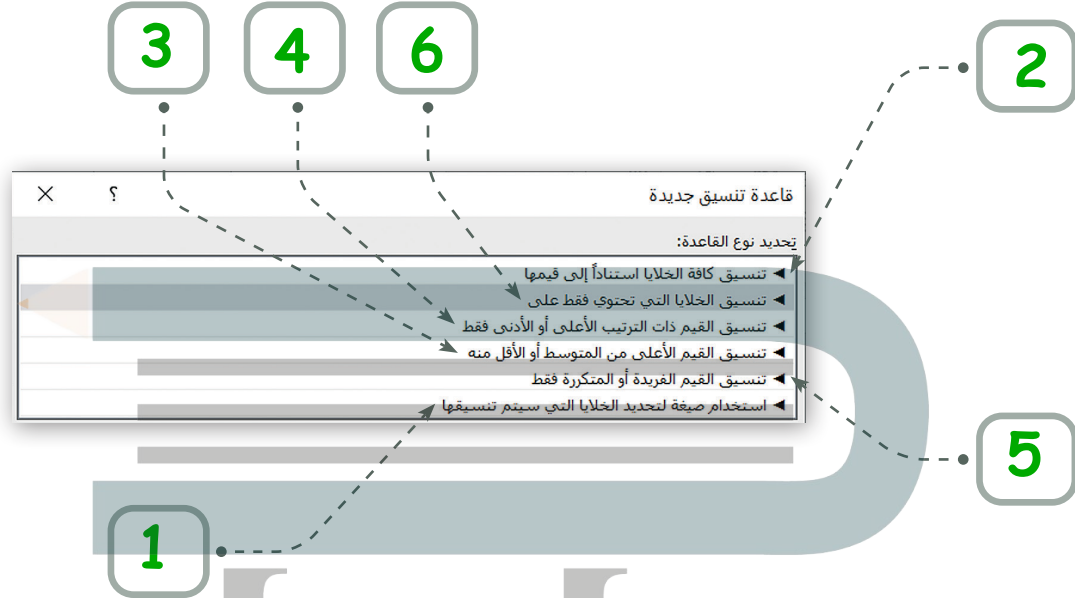 3 4 6 2
قاعدة تنسيق جديدة ؟
تحديد نوع القاعدة:
◄ تنسيق كافة الخلايا استناداً إلى قيمها
◄ تنسيق الخلايا التي تحتوي فقط على
◄ تنسيق القيم ذات الترتيب الأعلى أو الأدنى فقط
◄ تنسيق القيم الأعلى من المتوسط أو الأقل منه
◄ تنسيق القيم الفريدة أو المتكررة فقط
◄ استخدام صيغة لتحديد الخلايا التي سيتم تنسيقها
5
1